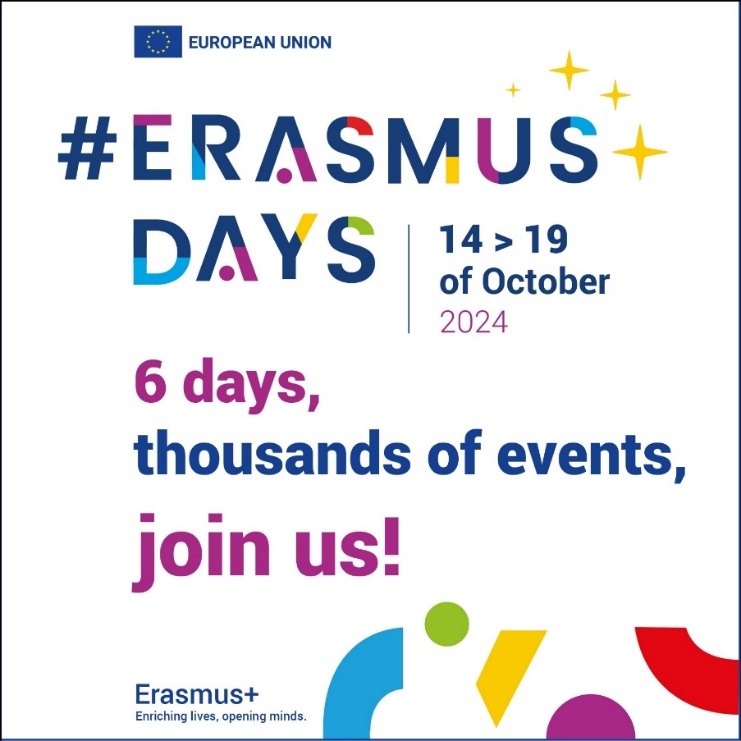 EUROPEAN UNION
#ERASMUS
DAYS
14 > 19
of October
2024
6 days,
thousands of events,
join us!
Erasmus+
Enriching lives, opening minds.